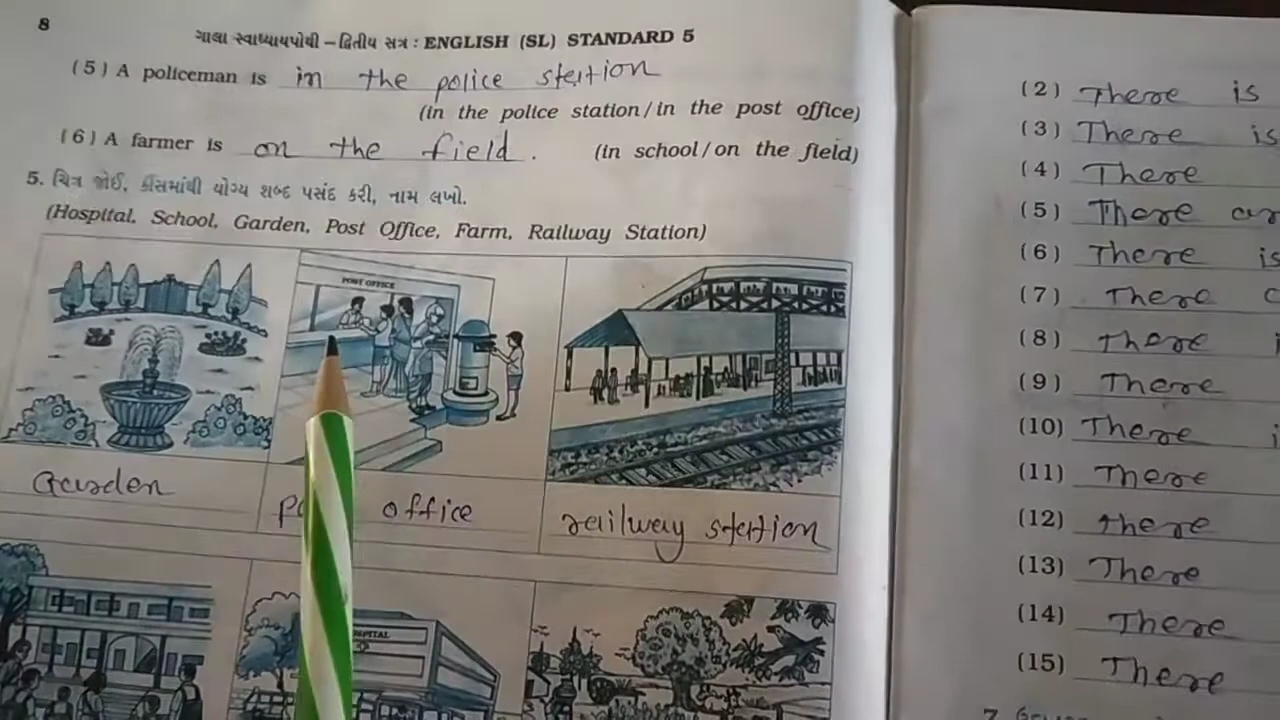 8
ગાલા સ્વાધ્યાયપોથી – દ્વિતીય સત્ર : ENGLISH (SL) STANDARD 5
(5) A policeman is in the police station
(in the police station/in the post office)
(6) A farmer is on the field.
(in school/on the field)
5. ચિત્ર જોઈ, કૌંસમાંથી યોગ્ય શબ્દ પસંદ કરી, નામ લખો.
(Hospital, School, Garden, Post Office, Farm, Railway Station)
POST OFFICE
Garden
office
railway station
(2) There is
(3) There is
(4) There
(5) There
(6) There is
(7) There
(8) There
(9) There
(10) There
(11) There
(12) there
(13) There
(14) There
(15) There
7.